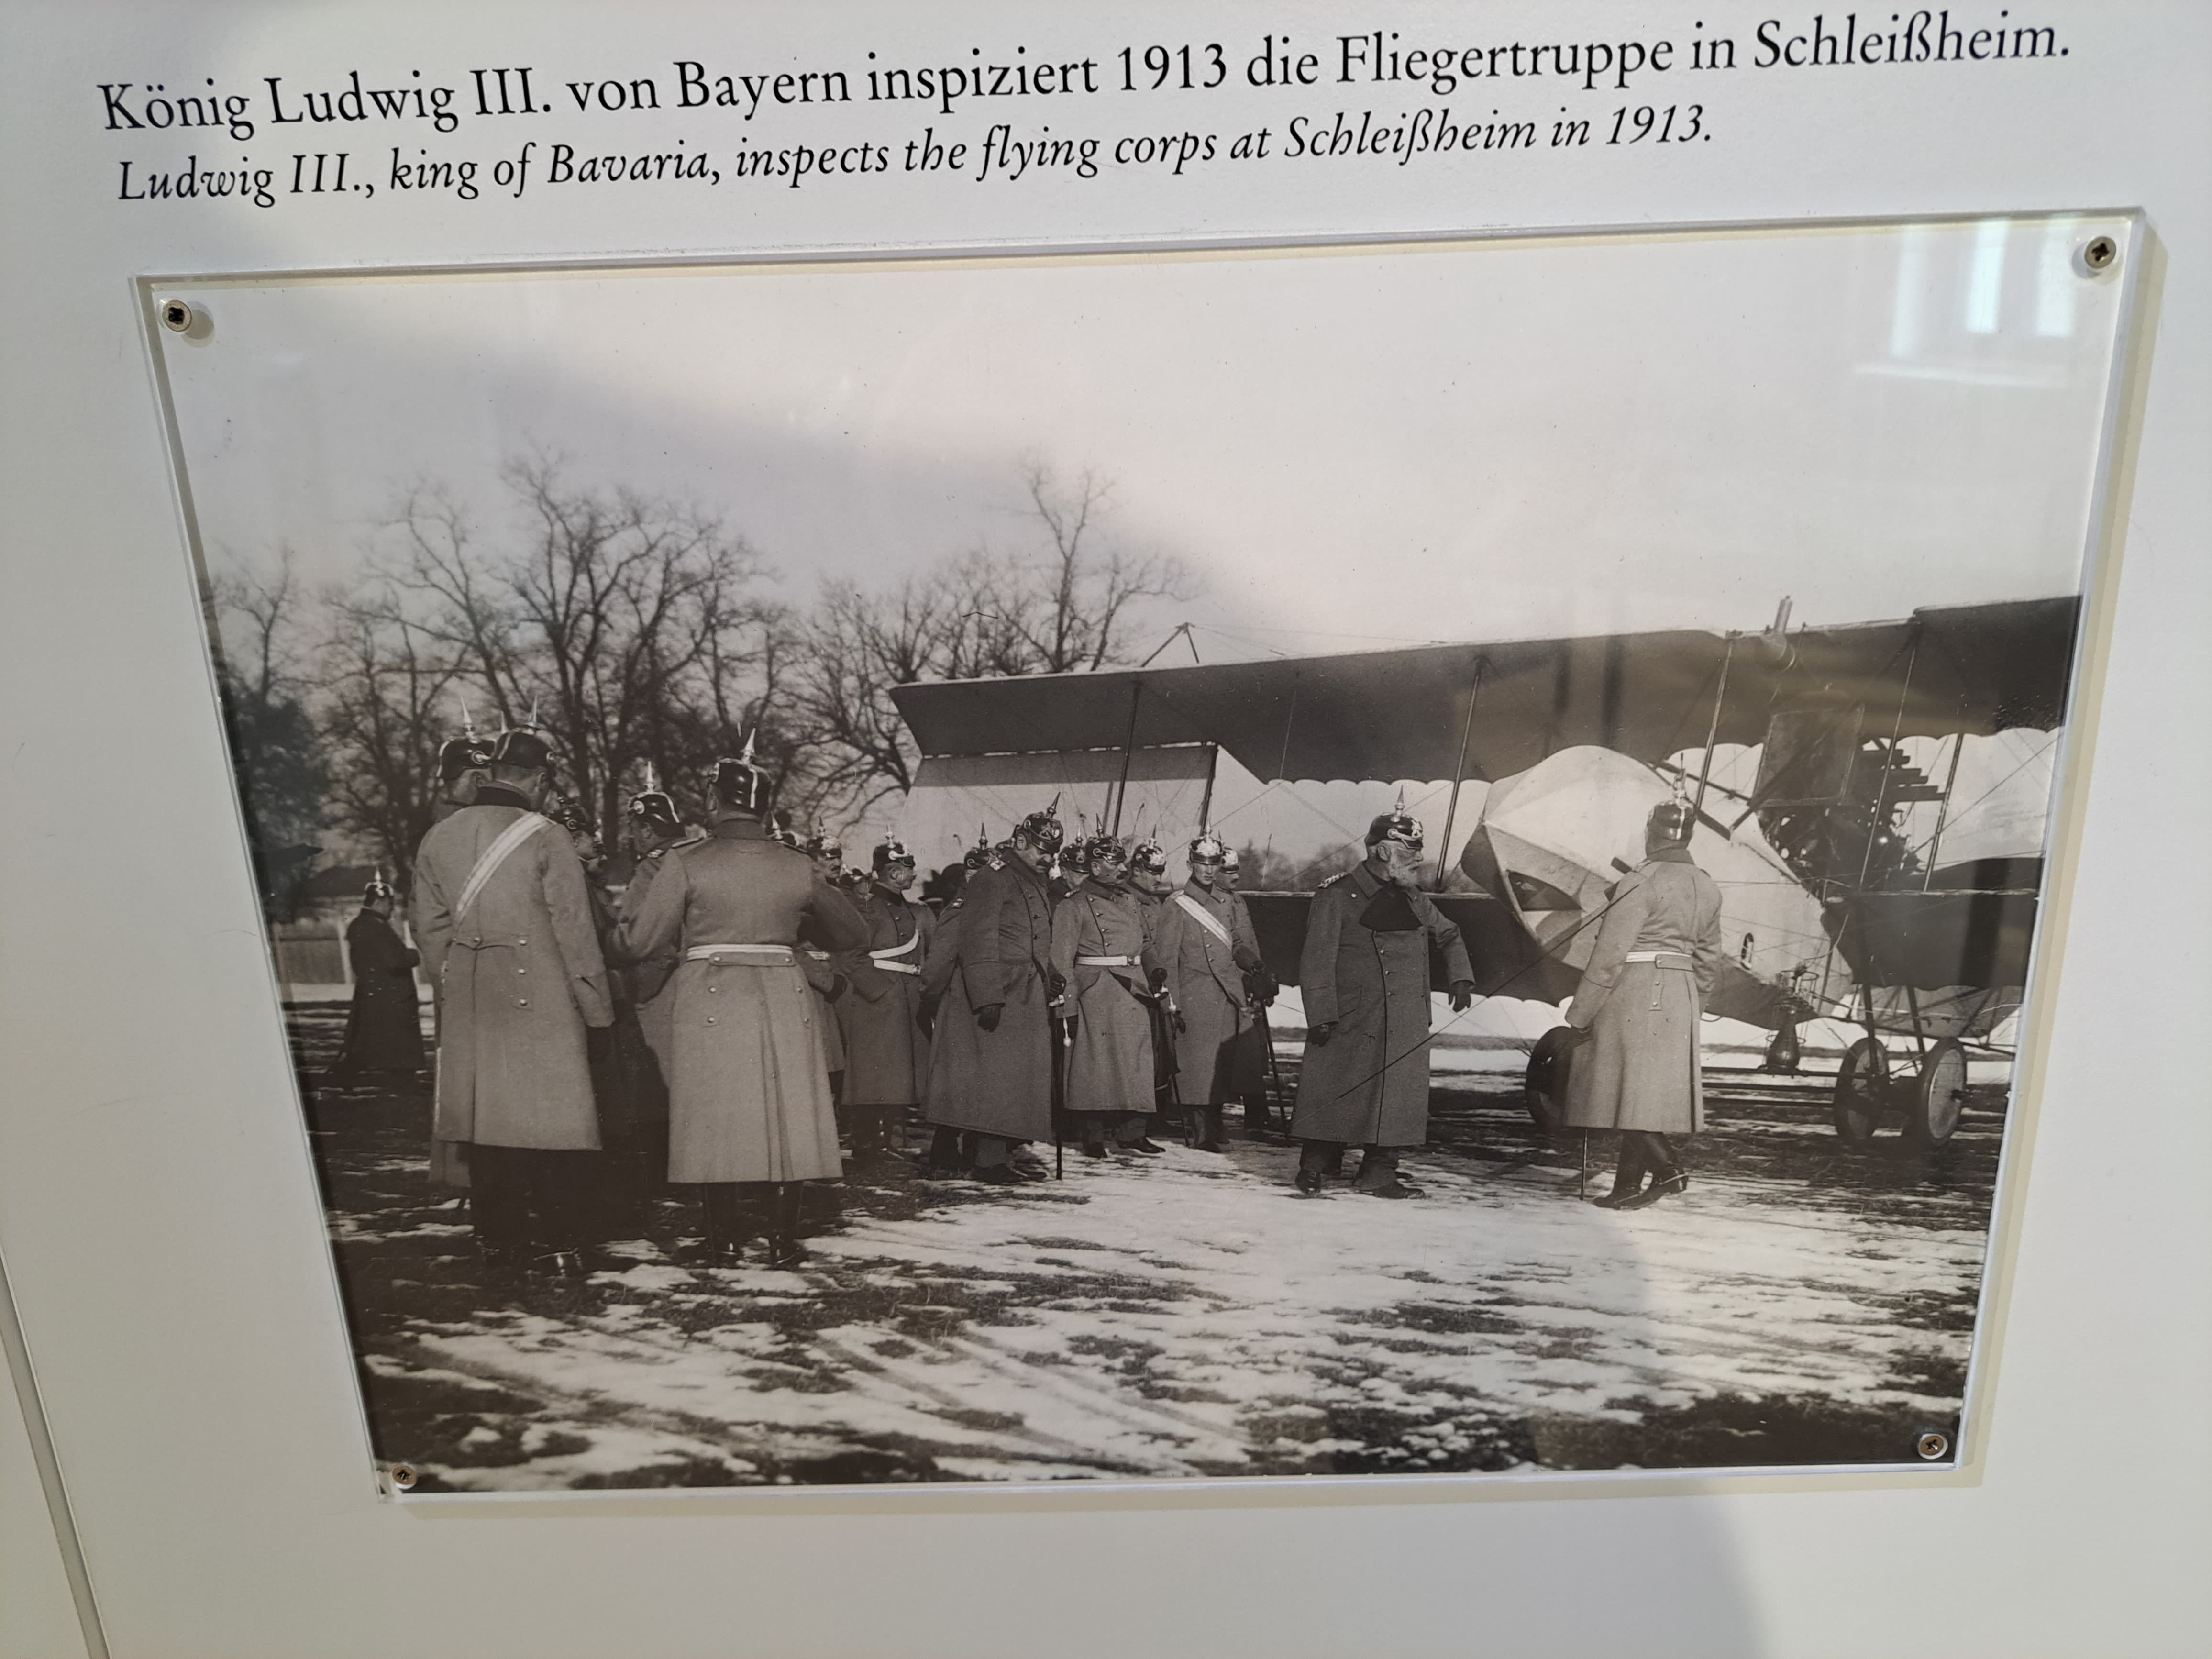 König Ludwig III. von Bayern inspiziert 1913 die Fliegertruppe in Schleißheim.
Ludwig III., king of Bavaria, inspects the flying corps at Schleißheim in 1913.